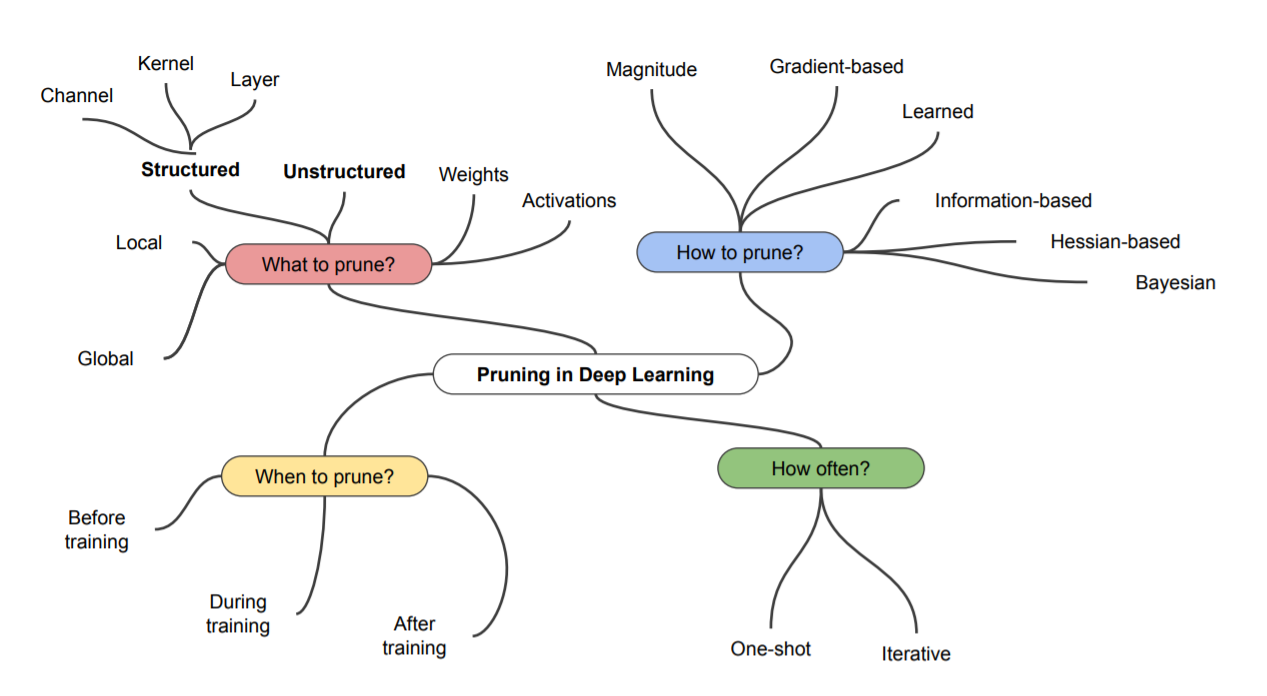 Kernel
Layer
Channel
Structured
Unstructured
Weights
Activations
Local
What to prune?
Global
Magnitude
Gradient-based
Learned
Information-based
How to prune?
Hessian-based
Bayesian
Pruning in Deep Learning
When to prune?
Before
training
During
training
After
training
How often?
One-shot
Iterative